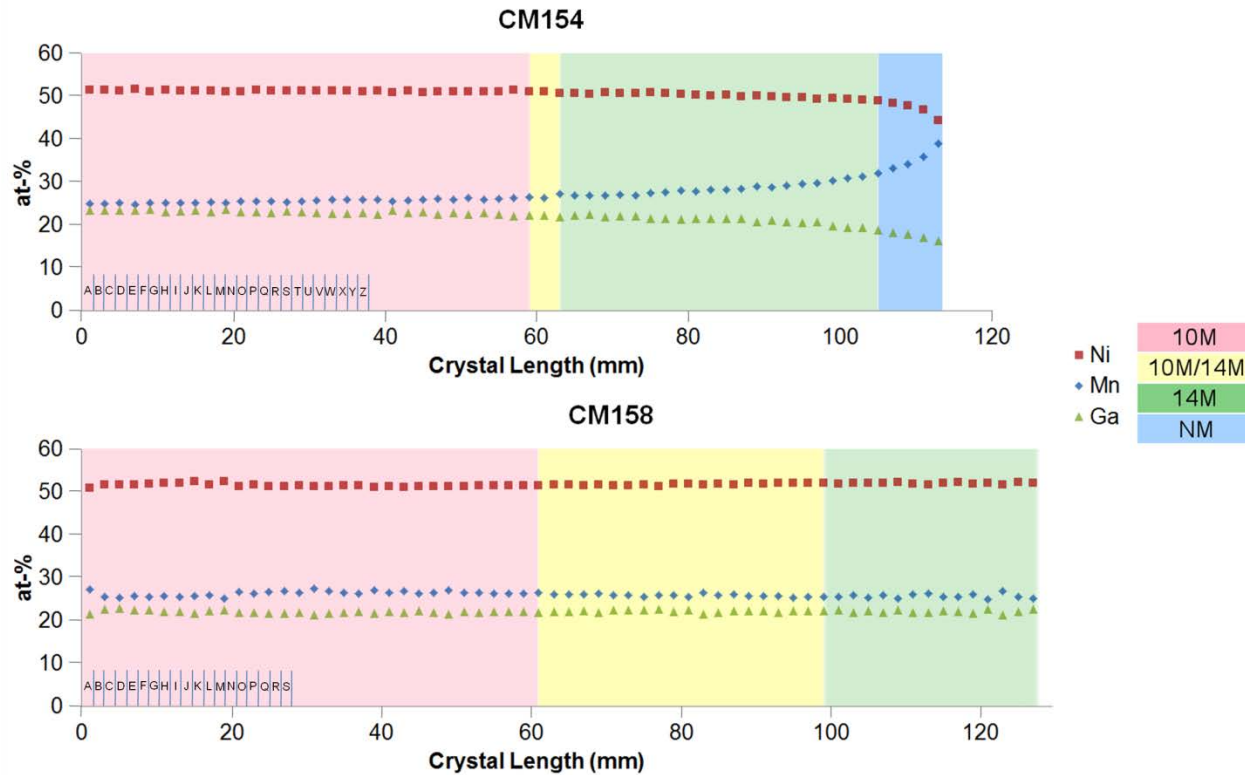 CM154
60
50
40
30
20
10
0
at-%
A B C D E F G H I J K L M N O P Q R S T U V W X Y Z
0 20 40 60 80 100 120
Crystal Length (mm)
Ni
Mn
Ga
10M
10M/14M
14M
NM
CM158
60
50
40
30
20
10
0
at-%
A B C D E F G H I J K L M N O P Q R S
0 20 40 60 80 100 120
Crystal Length (mm)